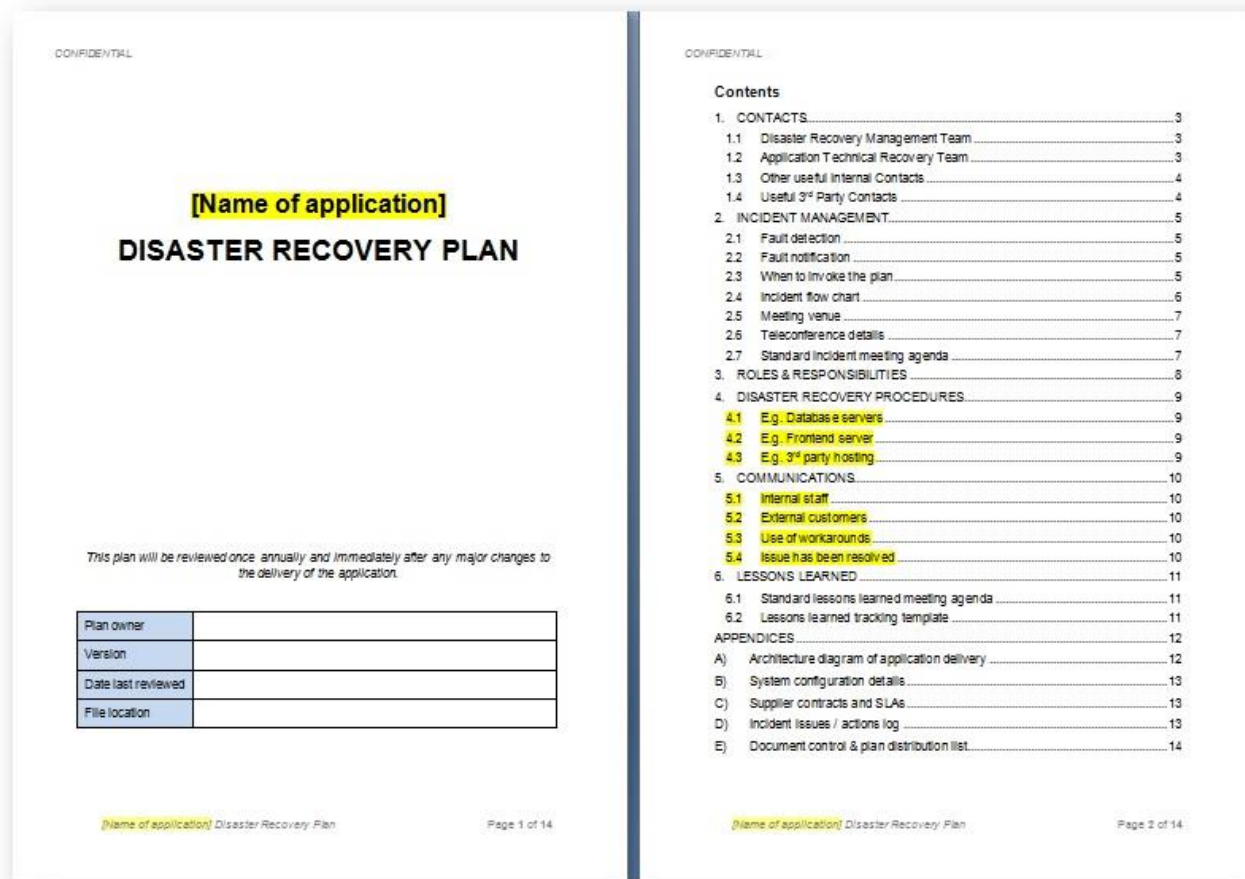 CONFIDENTIAL
[Name of application]
DISASTER RECOVERY PLAN
This plan will be reviewed once annually and immediately after any major changes to
the delivery of the application.
Plan owner
Version
Date last reviewed
File location
[Name of application] Disaster Recovery Plan Page 1 of 14
CONFIDENTIAL
Contents
1. CONTACTS 3
1.1 Disaster Recovery Management Team 3
1.2 Application Technical Recovery Team 3
1.3 Other useful Internal Contacts 4
1.4 Useful 3rd Party Contacts 4
2. INCIDENT MANAGEMENT 5
2.1 Fault detection 5
2.2 Fault notification 5
2.3 When to invoke the plan 5
2.4 Incident flow chart 6
2.5 Meeting venue 7
2.6 Teleconference details 7
2.7 Standard incident meeting agenda 7
3. ROLES & RESPONSIBILITIES 8
4. DISASTER RECOVERY PROCEDURES 9
4.1 E.g. Database servers 9
4.2 E.g. Frontend server 9
4.3 E.g. 3rd party hosting 9
5. COMMUNICATIONS 10
5.1 Internal staff 10
5.2 External customers 10
5.3 Use of workarounds 10
5.4 Issue has been resolved 10
6. LESSONS LEARNED 11
6.1 Standard lessons learned meeting agenda 11
6.2 Lessons learned tracking template 11
APPENDICES 12
A) Architecture diagram of application delivery 12
B) System configuration details 13
C) Supplier contracts and SLAs 13
D) Incident issues / actions log 13
E) Document control & plan distribution list 14
[Name of application] Disaster Recovery Plan Page 2 of 14